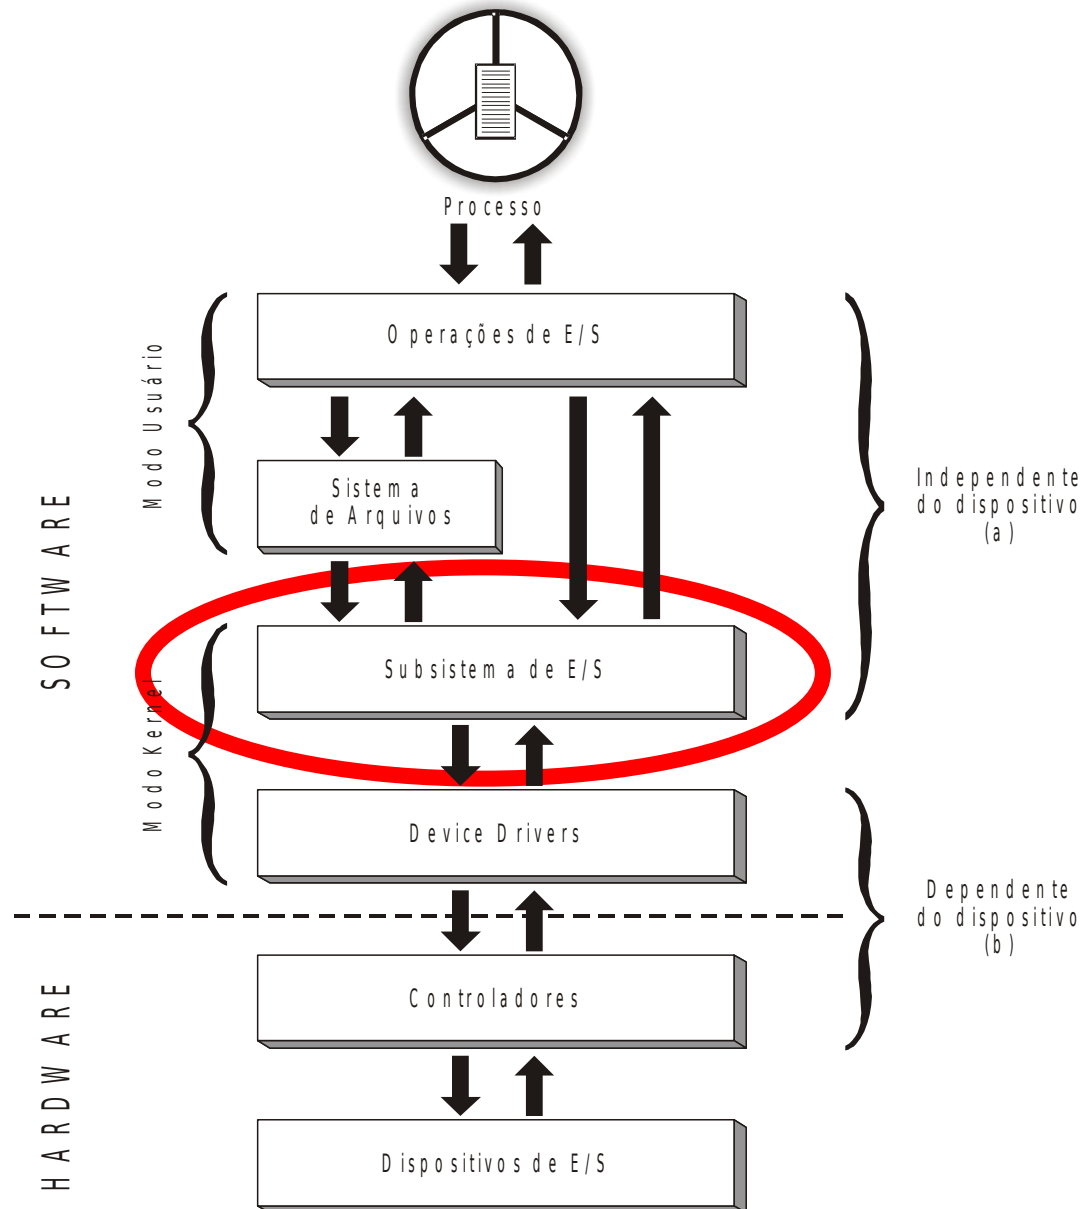 Processo
Operações de E/S
Modo Usuário
Sistema
de Arquivos
Independente
do dispositivo
(a)
SOFTWARE
Subsistema de E/S
Modo Kernel
Device Drivers
Dependente
do dispositivo
(b)
HARDWARE
Controladores
Dispositivos de E/S